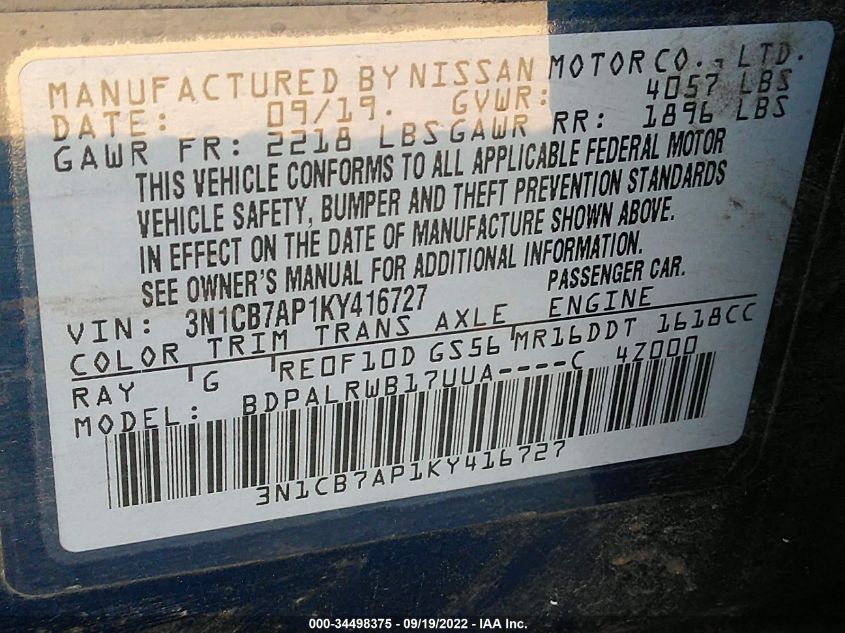 MANUFACTURED BY NISSAN MOTOR CO., LTD.
DATE: 09/19. GVWR: 4057 LBS
GAWR FR: 2218 LBS GAWR RR: 1896 LBS
THIS VEHICLE CONFORMS TO ALL APPLICABLE FEDERAL MOTOR
VEHICLE SAFETY, BUMPER AND THEFT PREVENTION STANDARDS
IN EFFECT ON THE DATE OF MANUFACTURE SHOWN ABOVE.
SEE OWNER'S MANUAL FOR ADDITIONAL INFORMATION.
VIN: 3N1CB7AP1KY416727 PASSENGER CAR.
COLOR TRIM TRANS AXLE ENGINE
RAY G RE0F10D GS56 MR16DDT 1618CC
MODEL: BDPALRWB17UUA----C 4Z000
3N1CB7AP1KY416727
000-34498375 - 09/19/2022 - IAA Inc.